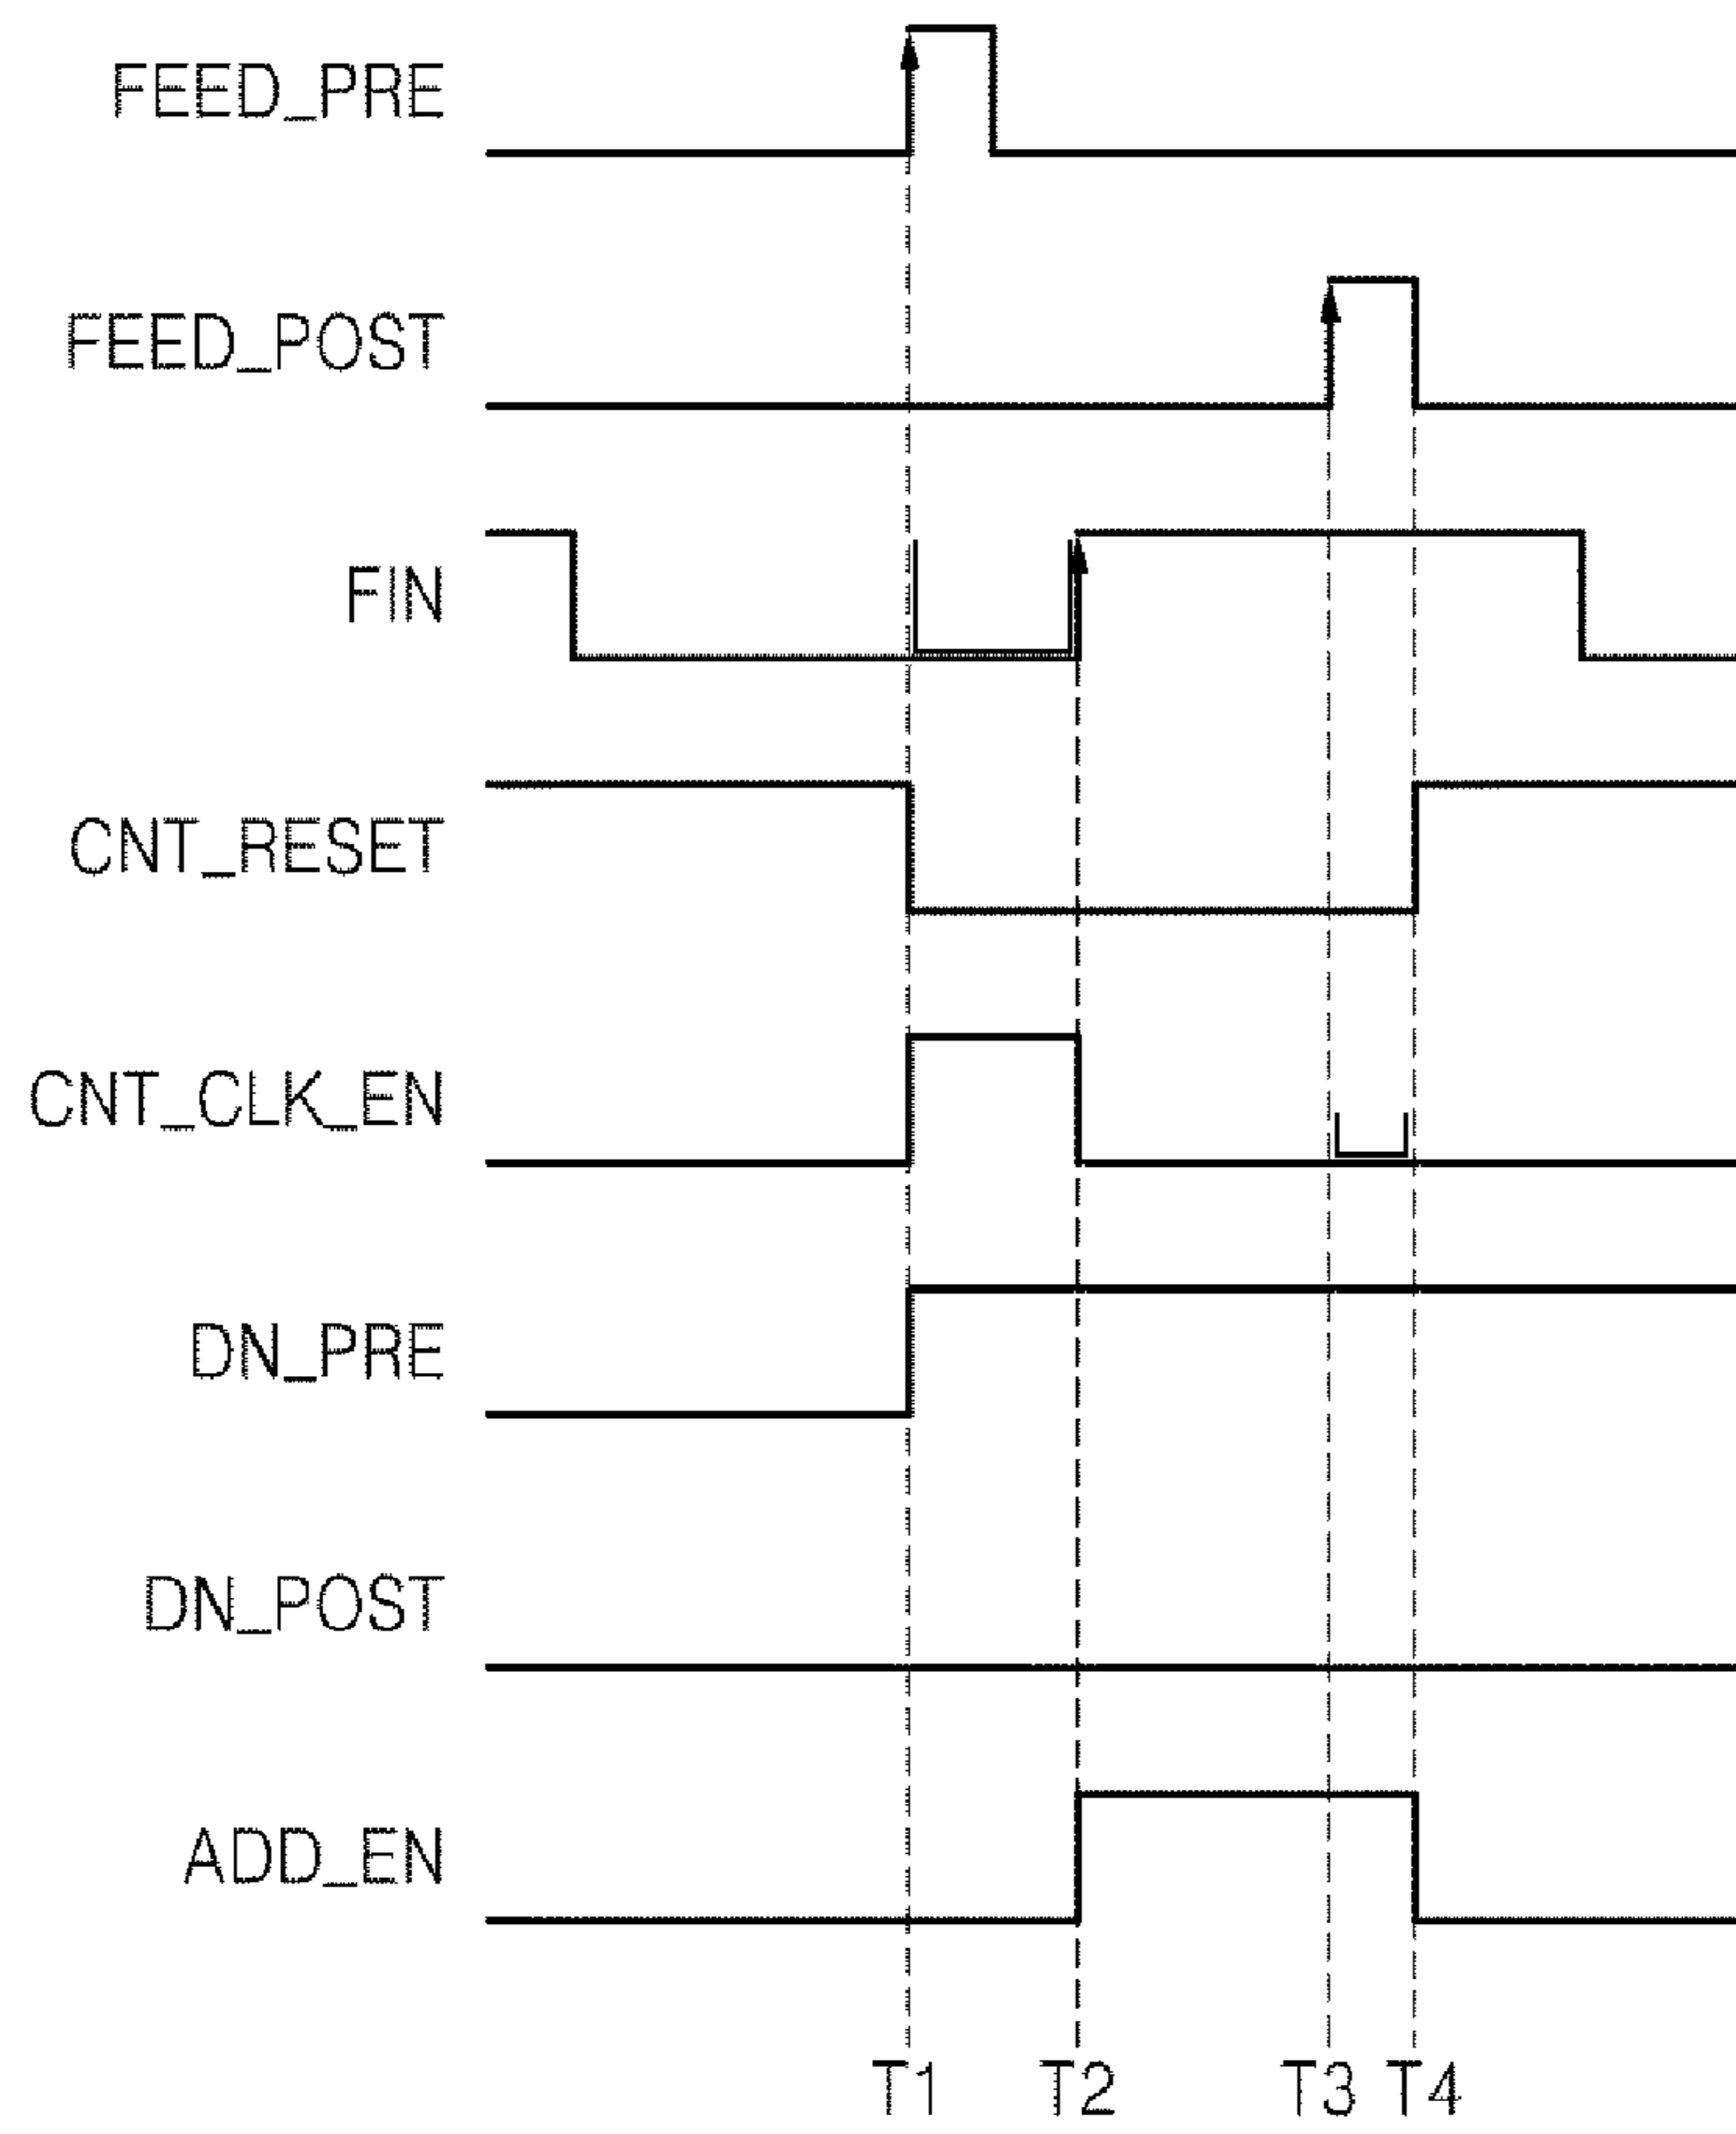 FEED_PRE
FEED_POST
FIN
CNT_RESET
CNT_CLK_EN
DN_PRE
DN_POST
ADD_EN
T1 T2 T3 T4